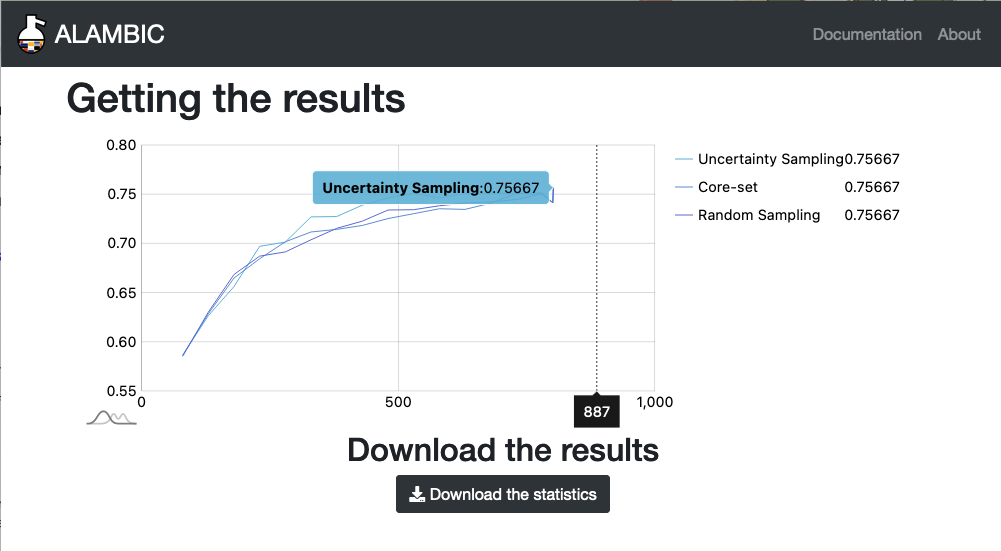 ALAMBIC
Documentation About
Getting the results
0.80
0.75
0.70
0.65
0.60
0.55
0
500
1,000
Uncertainty Sampling:0.75667
887
Uncertainty Sampling0.75667
Core-set 0.75667
Random Sampling 0.75667
Download the results
Download the statistics